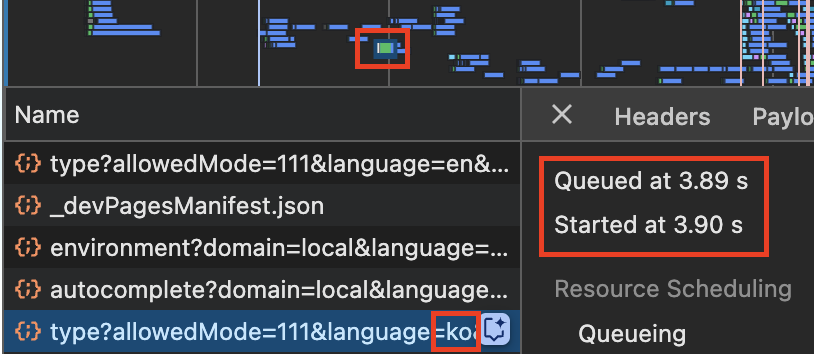 Name
Headers
Paylo
type?allowedMode=111&language=en&...
_devPagesManifest.json
environment?domain=local&language=...
autocomplete?domain=local&language...
type?allowedMode=111&language=ko&
Queued at 3.89 s
Started at 3.90 s
Resource Scheduling
Queueing